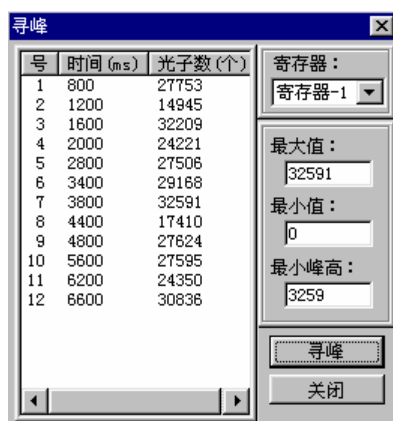 寻峰
号 时间(ms) 光子数(个)
1 800 27753
2 1200 14945
3 1600 32209
4 2000 24221
5 2800 27506
6 3400 29168
7 3800 32591
8 4400 17410
9 4800 27624
10 5600 27595
11 6200 24350
12 6600 30836
寄存器：
寄存器-1
最大值：
32591
最小值：
0
最小峰高：
3259
寻峰
关闭